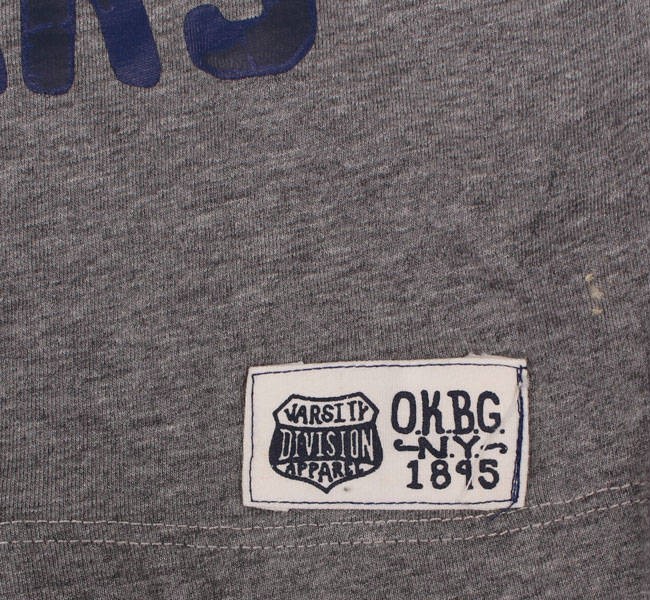 VARSITY
DIVISION
APPAREL
O.K.B.G.
N.Y.
1895